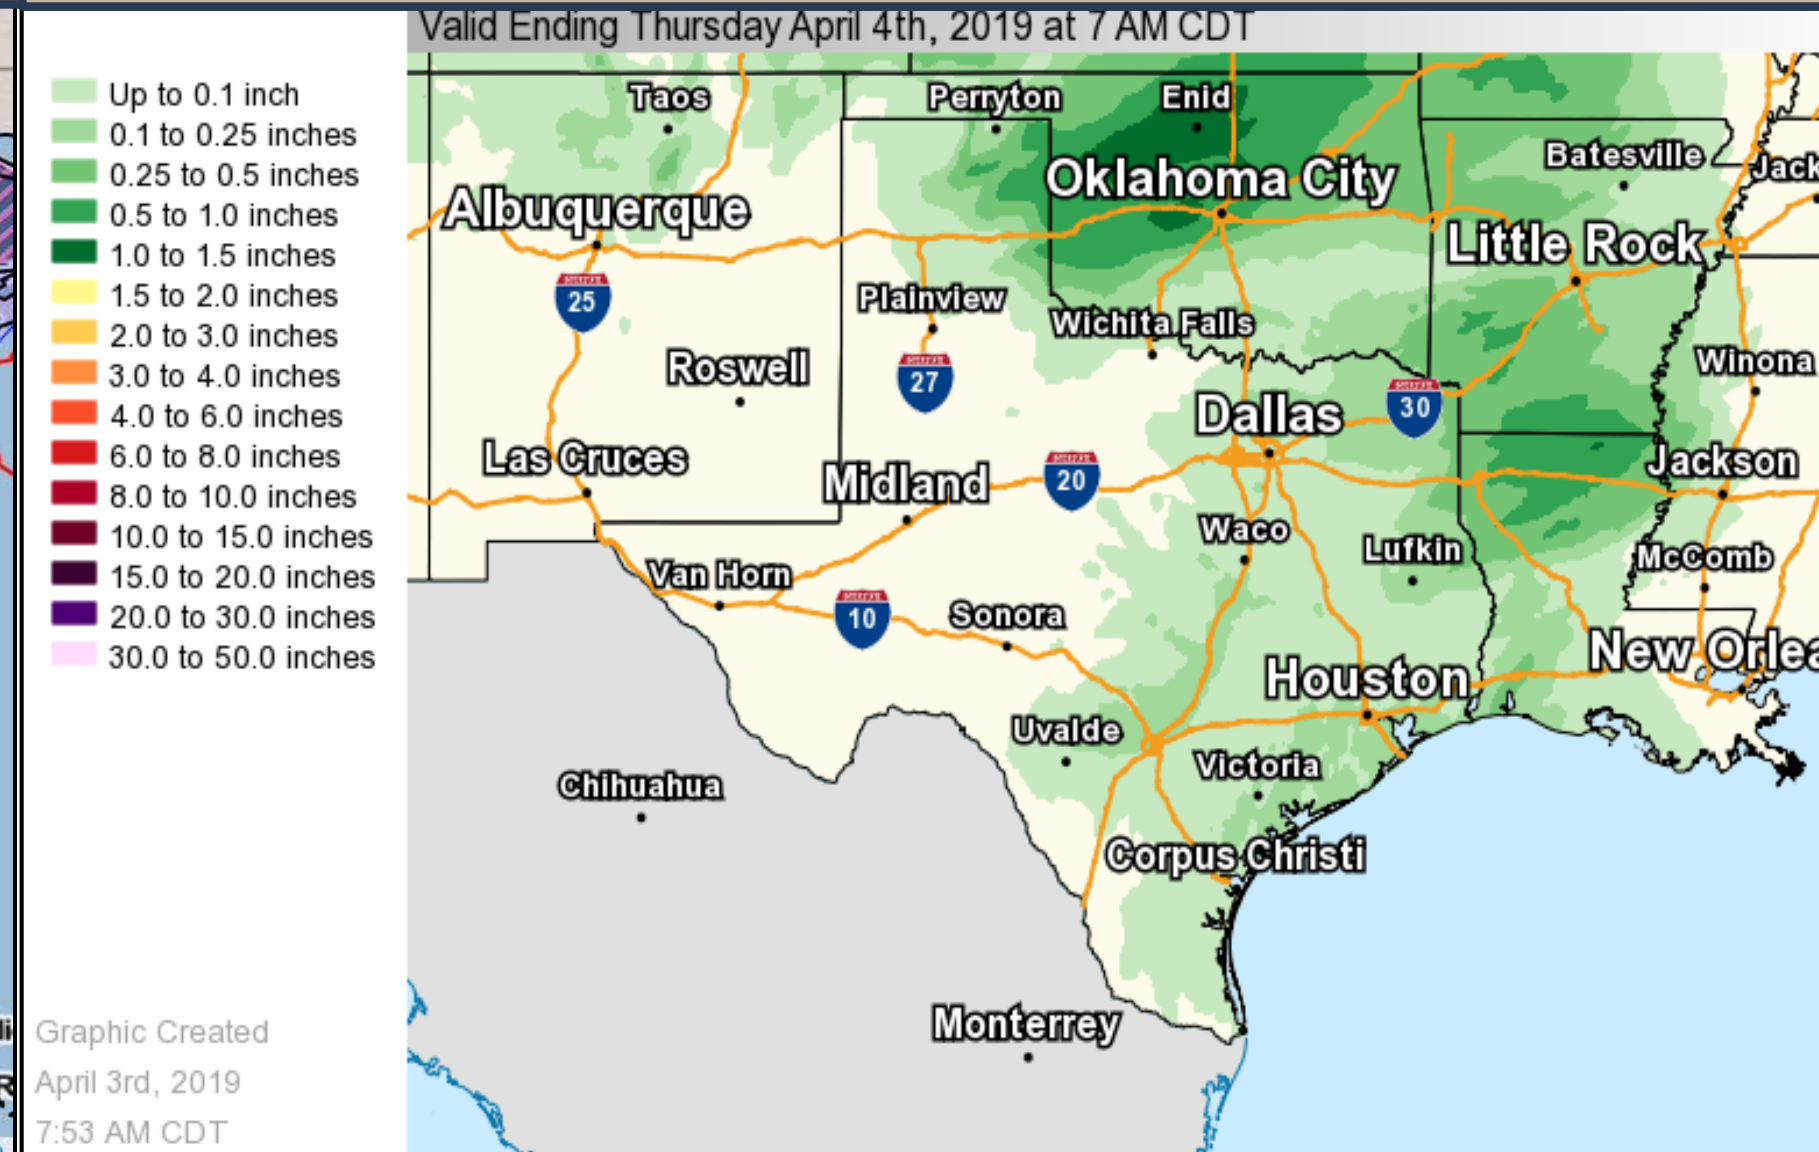 Valid Ending Thursday April 4th, 2019 at 7 AM CDT
Up to 0.1 inch
0.1 to 0.25 inches
0.25 to 0.5 inches
0.5 to 1.0 inches
1.0 to 1.5 inches
1.5 to 2.0 inches
2.0 to 3.0 inches
3.0 to 4.0 inches
4.0 to 6.0 inches
6.0 to 8.0 inches
8.0 to 10.0 inches
10.0 to 15.0 inches
15.0 to 20.0 inches
20.0 to 30.0 inches
30.0 to 50.0 inches
Graphic Created
April 3rd, 2019
7:53 AM CDT
Taos
Perryton
Enid
Batesville
Jack
Oklahoma City
Albuquerque
Little Rock
25
Plainview
Wichita Falls
Roswell
27
Winona
30
Dallas
Las Cruces
Midland
20
Jackson
Waco
Lufkin
McComb
Van Horn
10
Sonora
New Orlea
Houston
Uvalde
Victoria
Chihuahua
Corpus Christi
Monterrey